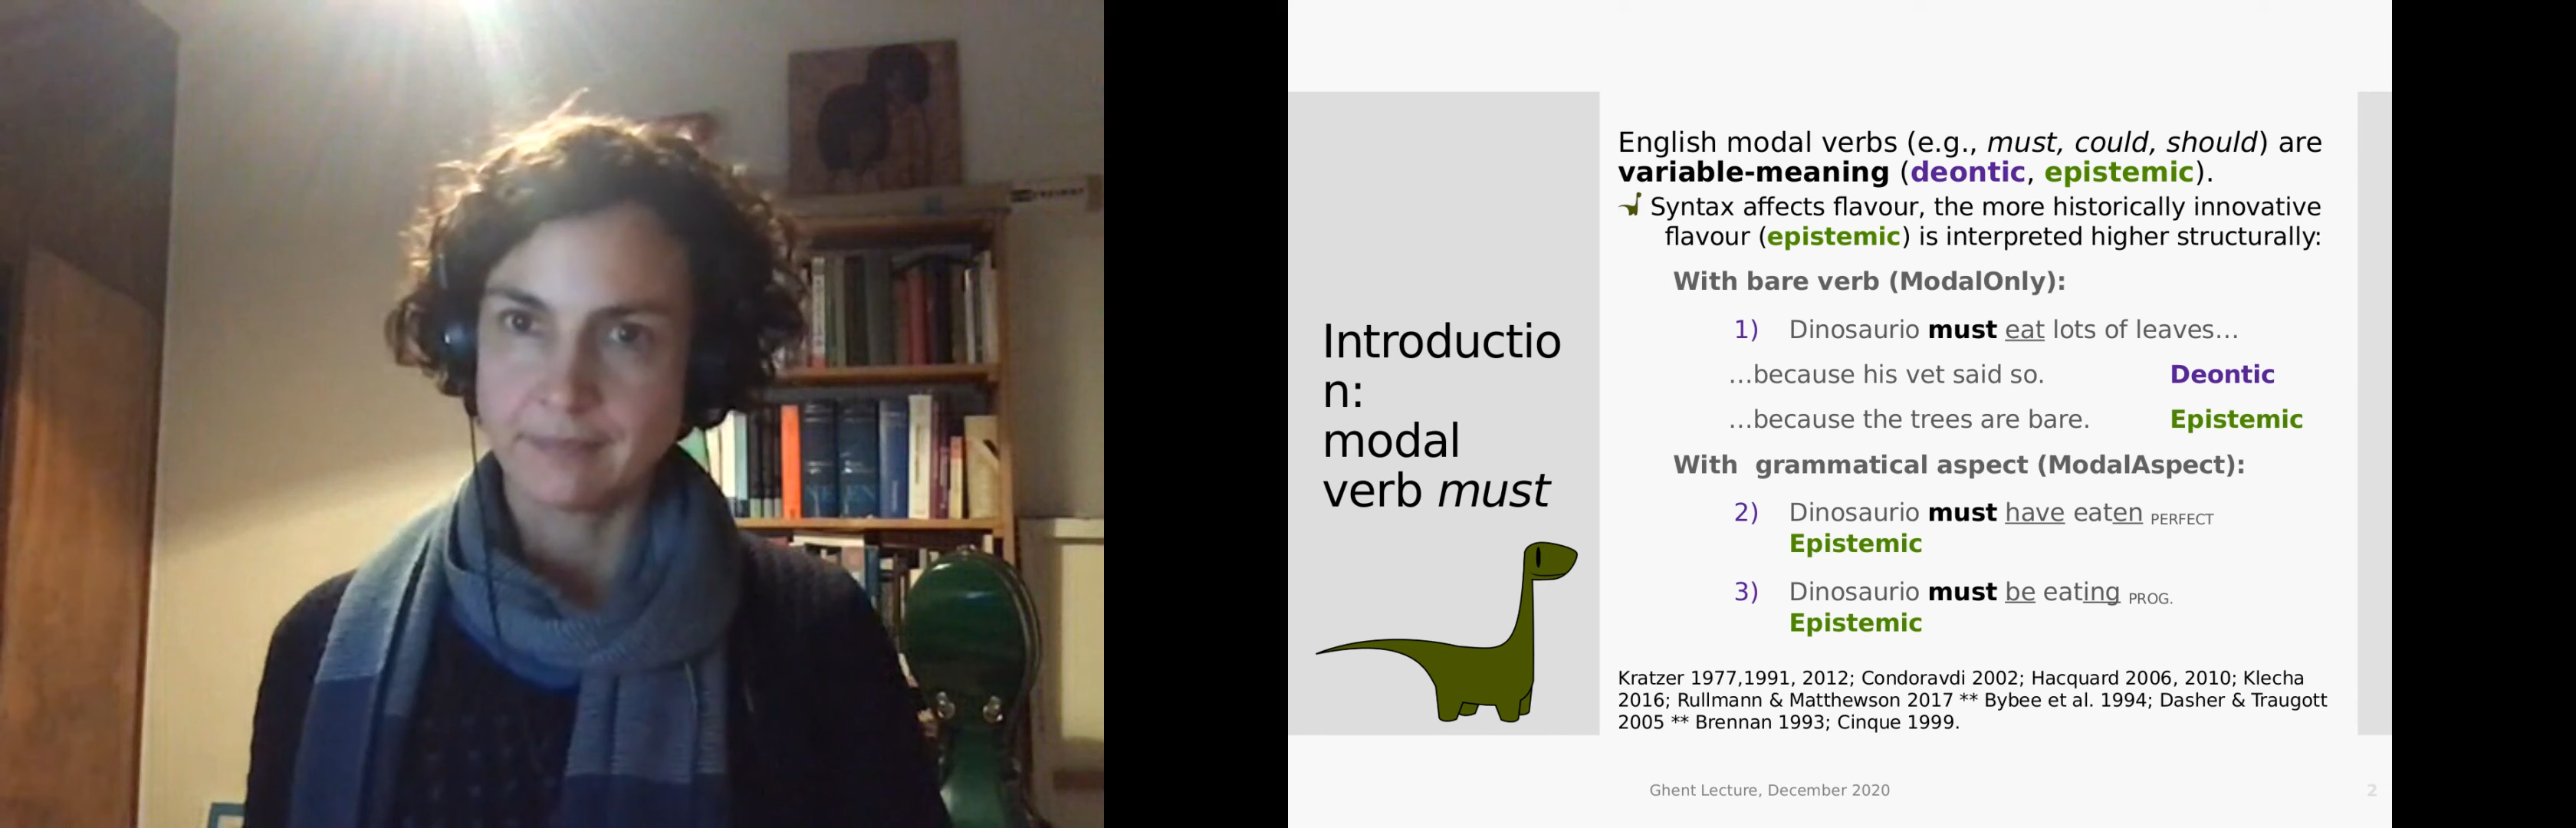 Introductio
n:
modal
verb must
English modal verbs (e.g., must, could, should) are
variable-meaning (deontic, epistemic).
Syntax affects flavour, the more historically innovative
flavour (epistemic) is interpreted higher structurally:
With bare verb (ModalOnly):
1) Dinosaurio must eat lots of leaves…
…because his vet said so. Deontic
…because the trees are bare. Epistemic
With grammatical aspect (ModalAspect):
2) Dinosaurio must have eaten PERFECT
Epistemic
3) Dinosaurio must be eating PROG.
Epistemic
Kratzer 1977,1991, 2012; Condoravdi 2002; Hacquard 2006, 2010; Klecha
2016; Rullmann & Matthewson 2017 ** Bybee et al. 1994; Dasher & Traugott
2005 ** Brennan 1993; Cinque 1999.
Ghent Lecture, December 2020
2